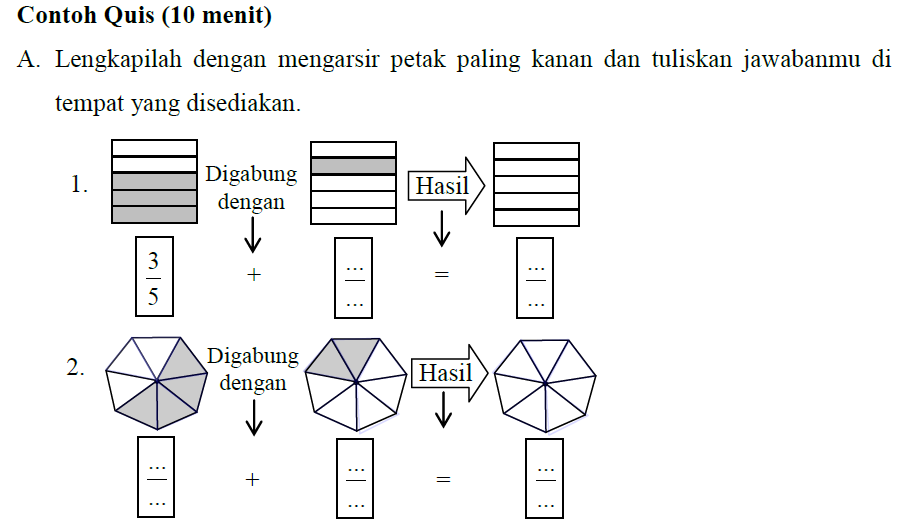 Contoh Quis (10 menit)
A. Lengkapilah dengan mengarsir petak paling kanan dan tuliskan jawabanmu di
tempat yang disediakan.
1.
Digabung
dengan
Hasil
3
5
+
...
...
=
...
...
2.
Digabung
dengan
Hasil
...
...
+
...
...
=
...
...